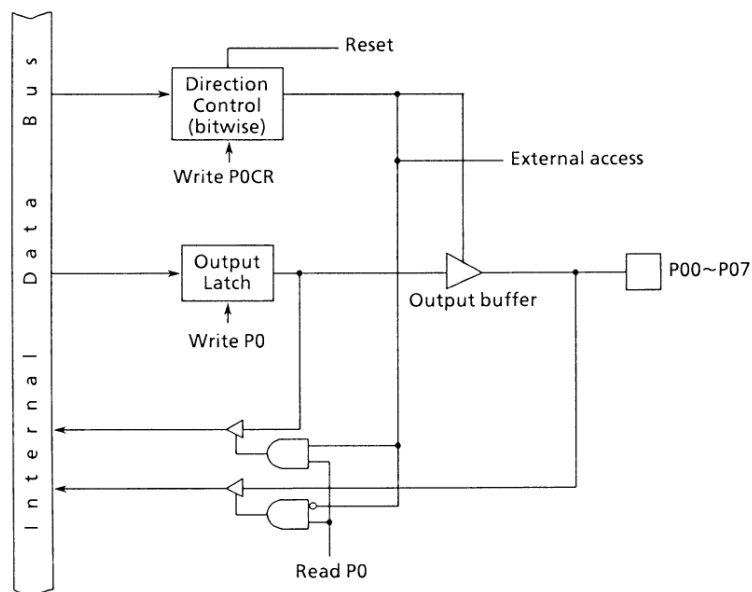 Internal Data Bus
Reset
Direction
Control
(bitwise)
External access
Write P0CR
Output
Latch
P00~P07
Output buffer
Write P0
Read P0